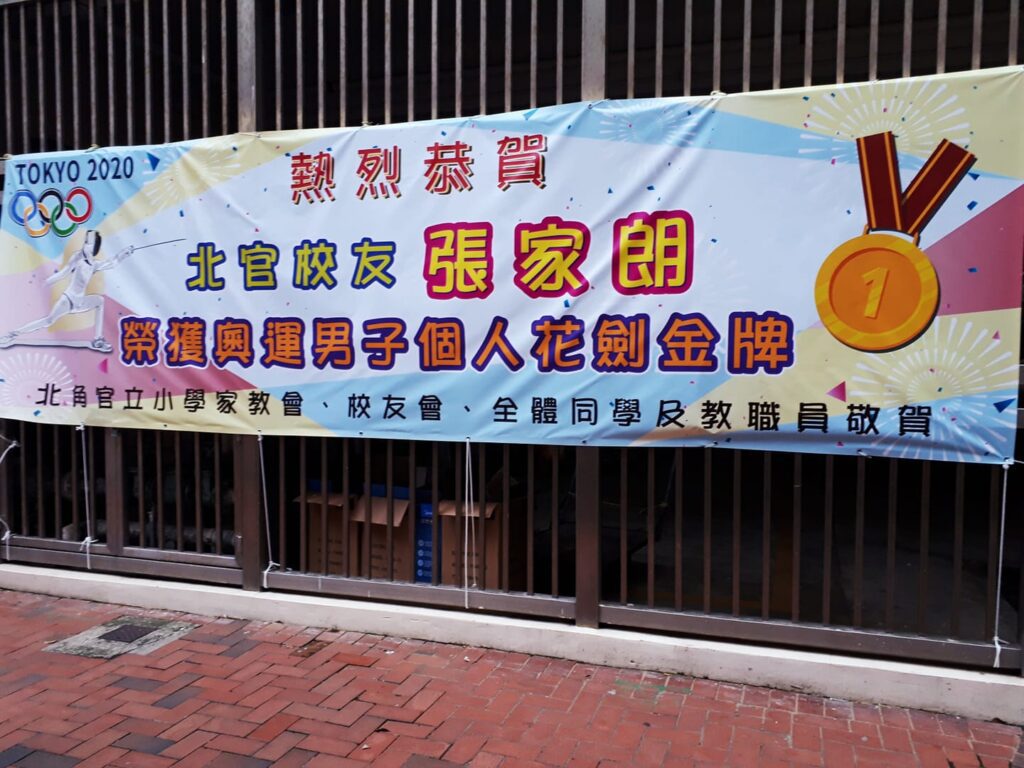 TOKYO 2020
熱烈恭賀
北官校友 張家朗
榮獲奧運男子個人花劍金牌
1
北角官立小學家教會、校友會、全體同學及教職員敬賀